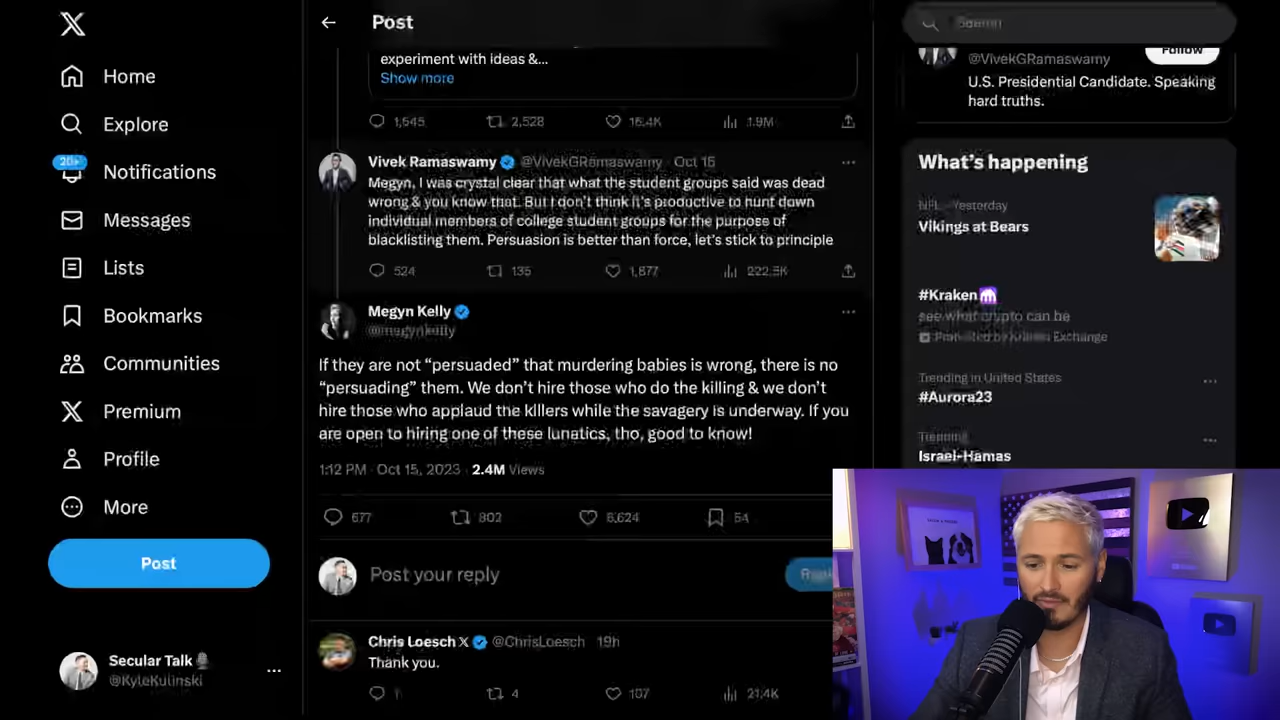 Home
Explore
20+
Notifications
Messages
Lists
Bookmarks
Communities
Premium
Profile
More
Post
Secular Talk
@KyleKulinski
Post
experiment with ideas &...
Show more
1,545 2,528 16.4K 1.9M
Vivek Ramaswamy @VivekGRamaswamy · Oct 15
Megyn, I was crystal clear that what the student groups said was dead
wrong & you know that. But I don't think it's productive to hunt down
individual members of college student groups for the purpose of
blacklisting them. Persuasion is better than force, let's stick to principle
524 135 1,877
Megyn Kelly
@megynkelly
If they are not “persuaded” that murdering babies is wrong, there is no
“persuading” them. We don't hire those who do the killing & we don't
hire those who applaud the killers while the savagery is underway. If you
are open to hiring one of these lunatics, tho, good to know!
1:12 PM · Oct 15, 2023 · 2.4M Views
677 802 6,624 54
Post your reply
Chris Loesch X @ChrisLoesch 19h
Thank you.
4 107 21.4K
Search
@VivekGRamaswamy
Follow
U.S. Presidential Candidate. Speaking
hard truths.
What's happening
NFL · Yesterday
Vikings at Bears
#Kraken
see what crypto can be
Promoted by Kraken Exchange
Trending in United States
#Aurora23
Trending
Israel-Hamas